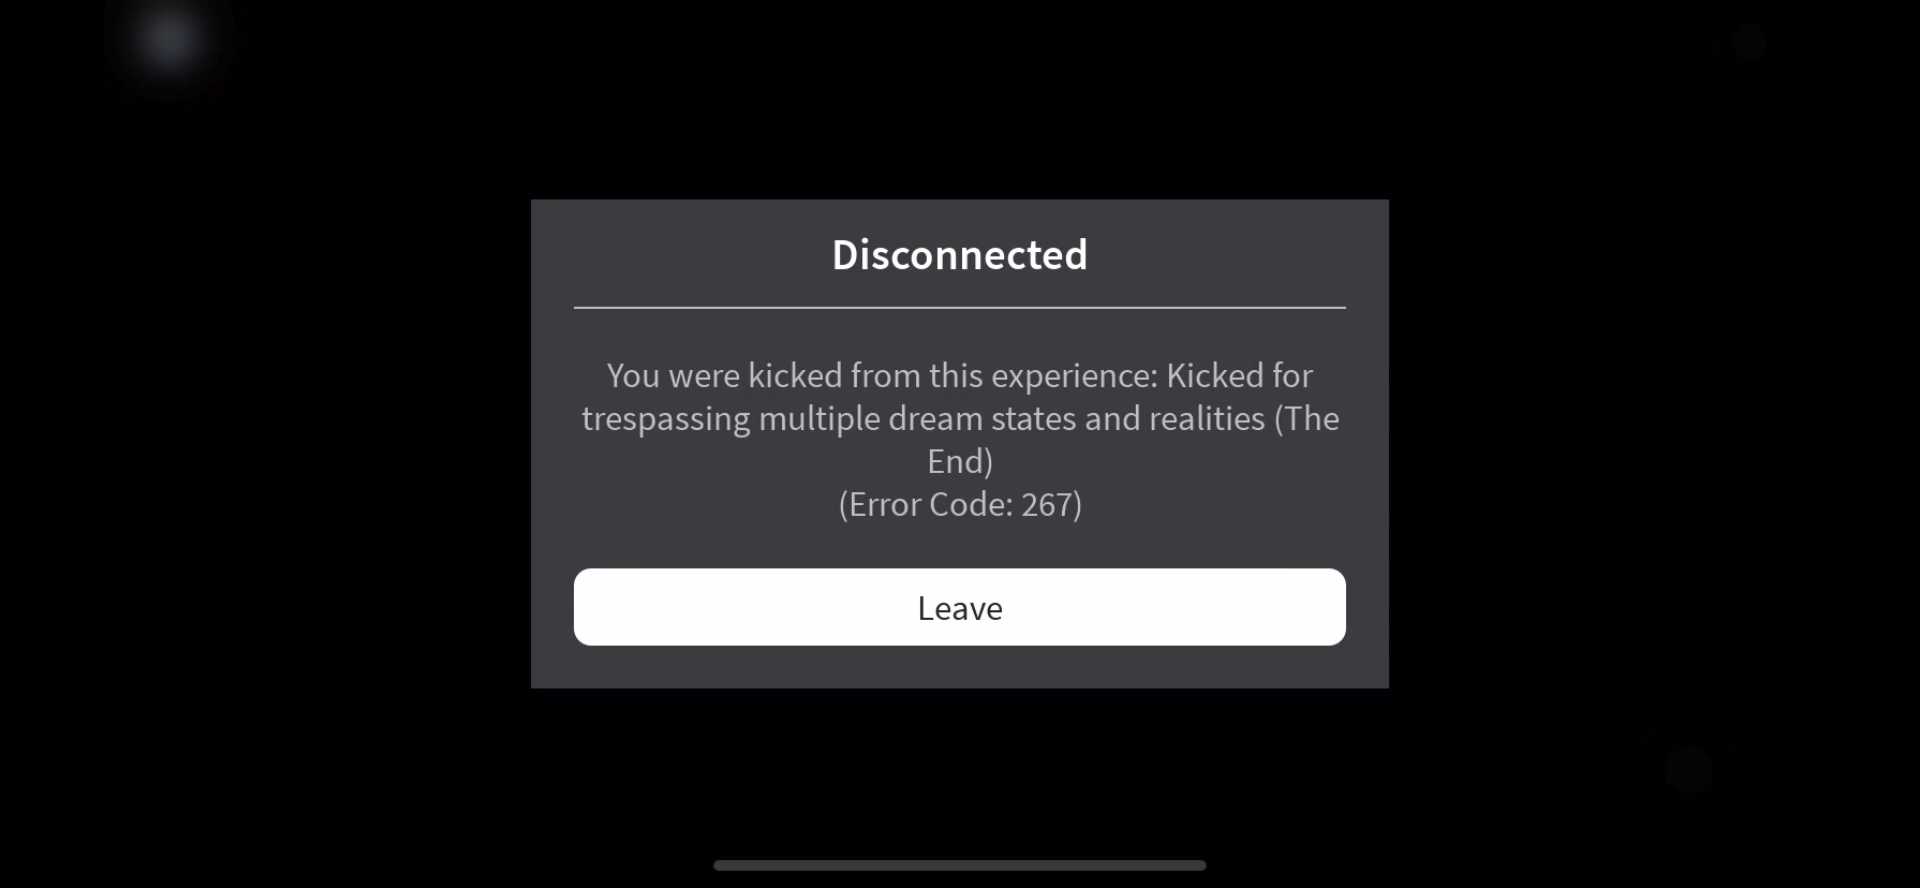 Disconnected
You were kicked from this experience: Kicked for
trespassing multiple dream states and realities (The
End)
(Error Code: 267)
Leave